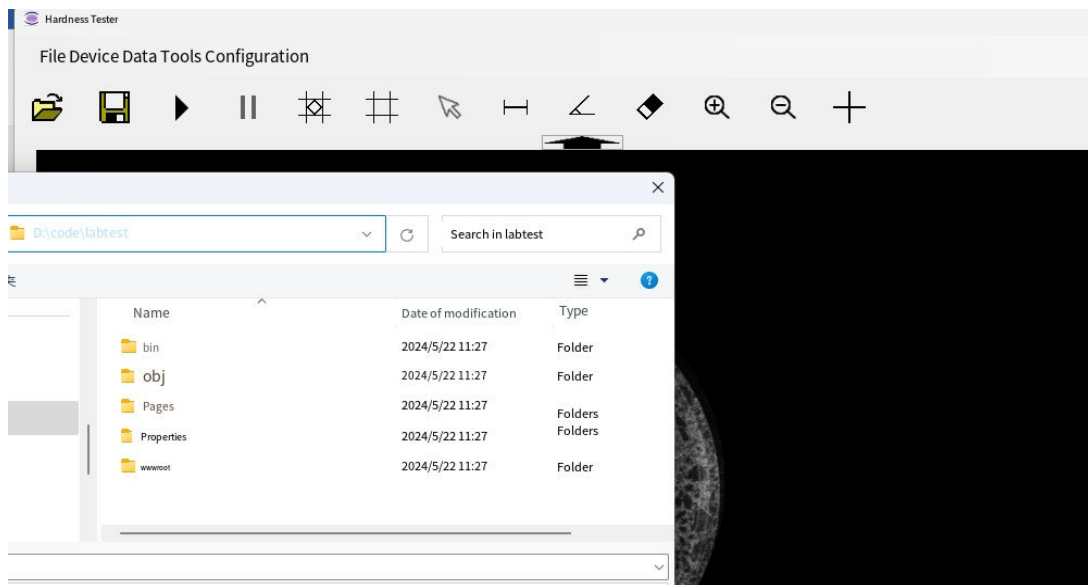 Hardness Tester
File Device Data Tools Configuration
D:\code\labtest
Search in labtest
Name Date of modification Type
bin 2024/5/22 11:27 Folder
obj 2024/5/22 11:27 Folder
Pages 2024/5/22 11:27 Folders
Properties 2024/5/22 11:27 Folders
wwwroot 2024/5/22 11:27 Folder